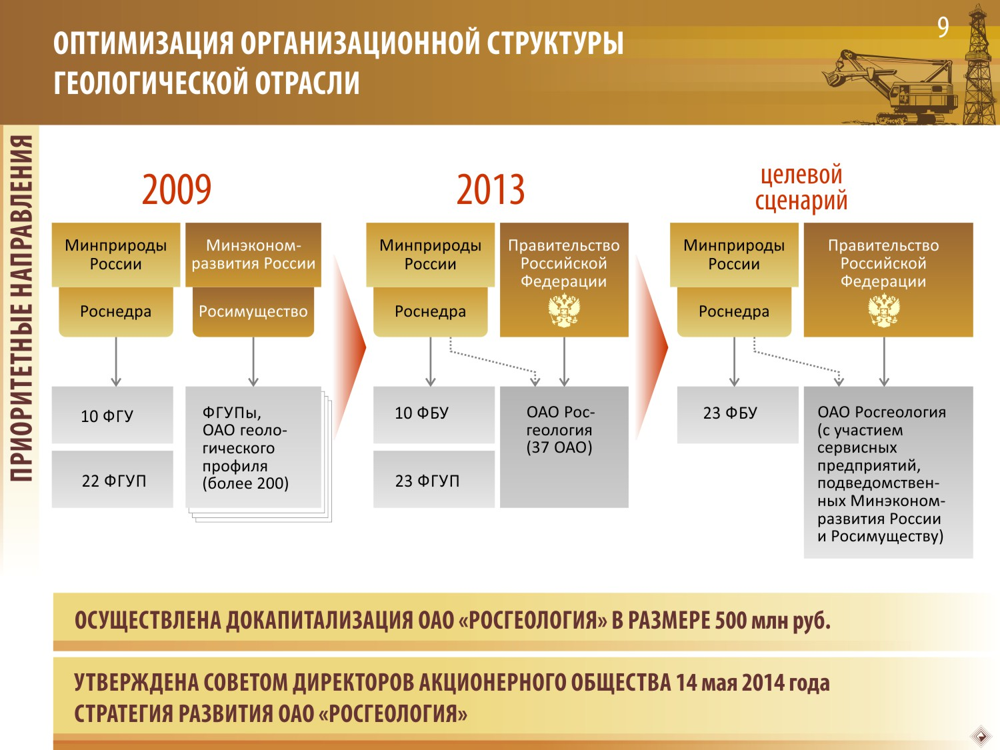 9
ОПТИМИЗАЦИЯ ОРГАНИЗАЦИОННОЙ СТРУКТУРЫ
ГЕОЛОГИЧЕСКОЙ ОТРАСЛИ
ПРИОРИТЕТНЫЕ НАПРАВЛЕНИЯ
2009
Минприроды
России
Роснедра
Минэконом-
развития России
Росимущество
10 ФГУ
22 ФГУП
ФГУПы,
ОАО геоло-
гического
профиля
(более 200)
2013
Минприроды
России
Роснедра
Правительство
Российской
Федерации
10 ФБУ
23 ФГУП
ОАО Рос-
геология
(37 ОАО)
целевой
сценарий
Минприроды
России
Роснедра
Правительство
Российской
Федерации
23 ФБУ
ОАО Росгеология
(с участием
сервисных
предприятий,
подведомствен-
ных Минэконом-
развития России
и Росимуществу)
ОСУЩЕСТВЛЕНА ДОКАПИТАЛИЗАЦИЯ ОАО «РОСГЕОЛОГИЯ» В РАЗМЕРЕ 500 млн руб.
УТВЕРЖДЕНА СОВЕТОМ ДИРЕКТОРОВ АКЦИОНЕРНОГО ОБЩЕСТВА 14 мая 2014 года
СТРАТЕГИЯ РАЗВИТИЯ ОАО «РОСГЕОЛОГИЯ»